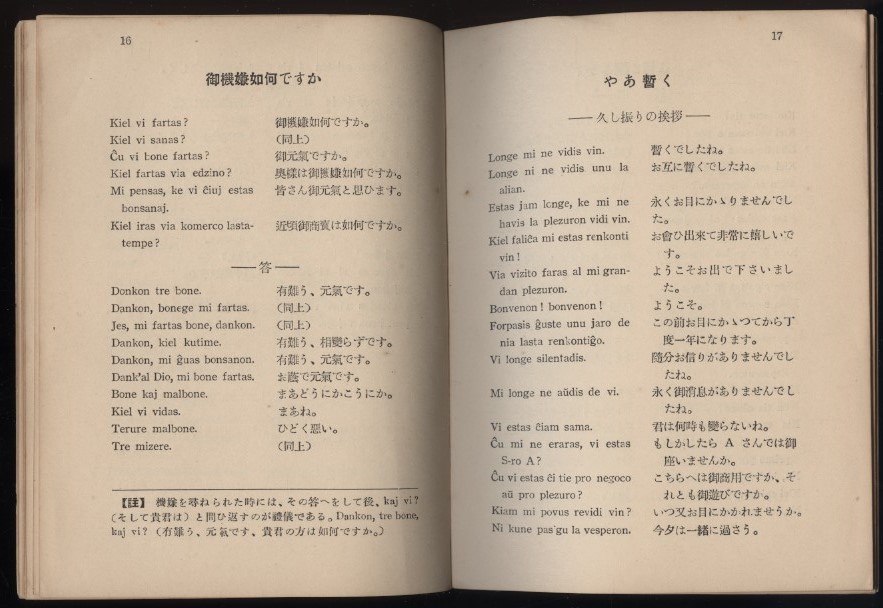 16
御機嫌如何ですか
Kiel vi fartas? 御機嫌如何ですか。
Kiel vi sanas? (同上)
Ĉu vi bone fartas? 御元氣ですか。
Kiel fartas via edzino? 奥樣は御機嫌如何ですか。
Mi pensas, ke vi ĉiuj estas 皆さん御元氣と思ひます。
bonsanaj.
Kiel iras via komerco lasta- 近頃御商賣は如何ですか。
tempe?
——答——
Donkon tre bone. 有難う、元氣です。
Dankon, bonege mi fartas. (同上)
Jes, mi fartas bone, dankon. (同上)
Dankon, kiel kutime. 有難う、相變らずです。
Dankon, mi ĝuas bonsanon. 有難う、元氣です。
Dank'al Dio, mi bone fartas. お蔭で元氣です。
Bone kaj malbone. まあどうにかこうにか。
Kiel vi vidas. まあね。
Terure malbone. ひどく悪い。
Tre mizere. (同上)
【註】 機嫌を尋ねられた時には、その答へをして後、kaj vi?
(そして貴君は) と問ひ返すのが禮儀である。Dankon, tre bone,
kaj vi? (有難う、元氣です、貴君の方は如何ですか。)
17
やあ暫く
——久し振りの挨拶——
Longe mi ne vidis vin. 暫くでしたね。
Longe ni ne vidis unu la お互に暫くでしたね。
alian.
Estas jam longe, ke mi ne 永くお目にかゝりませんでし
havis la plezuron vidi vin. た。
Kiel faliĉa mi estas renkonti お會ひ出來て非常に嬉しいで
vin! す。
Via vizito faras al mi gran- ようこそお出で下さいまし
dan plezuron. た。
Bonvenon! bonvenon! ようこそ。
Forpasis ĝuste unu jaro de この前お目にかゝつてから丁
nia lasta renkontiĝo. 度一年になります。
Vi longe silentadis. 隨分お信りがありませんでし
たね。
Mi longe ne aŭdis de vi. 永く御消息がありませんでし
たね。
Vi estas ĉiam sama. 君は何時も變らないね。
Ĉu mi ne eraras, vi estas もしかしたら A さんでは御
S-ro A? 座いませんか。
Ĉu vi estas ĉi tie pro negoco こちらへは御商用ですか、そ
aŭ pro plezuro? れとも御遊びですか。
Kiam mi povus revidi vin? いつ又お目にかかれませうか。
Ni kune pas'gu la vesperon. 今夕は一緒に過さう。